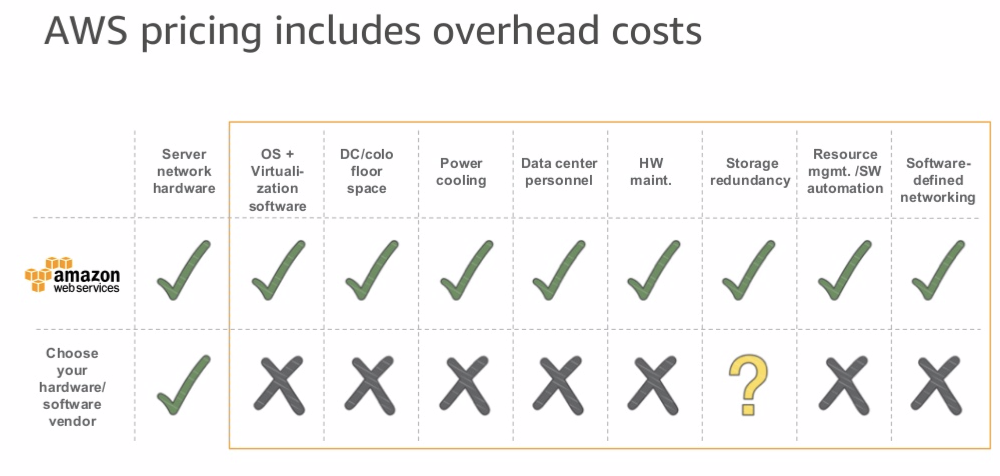 AWS pricing includes overhead costs
Server
network
hardware
OS +
Virtuali-
zation
software
DC/colo
floor
space
Power
cooling
Data center
personnel
HW
maint.
Storage
redundancy
Resource
mgmt. /SW
automation
Software-
defined
networking
amazon
web services
Choose
your
hardware/
software
vendor
?